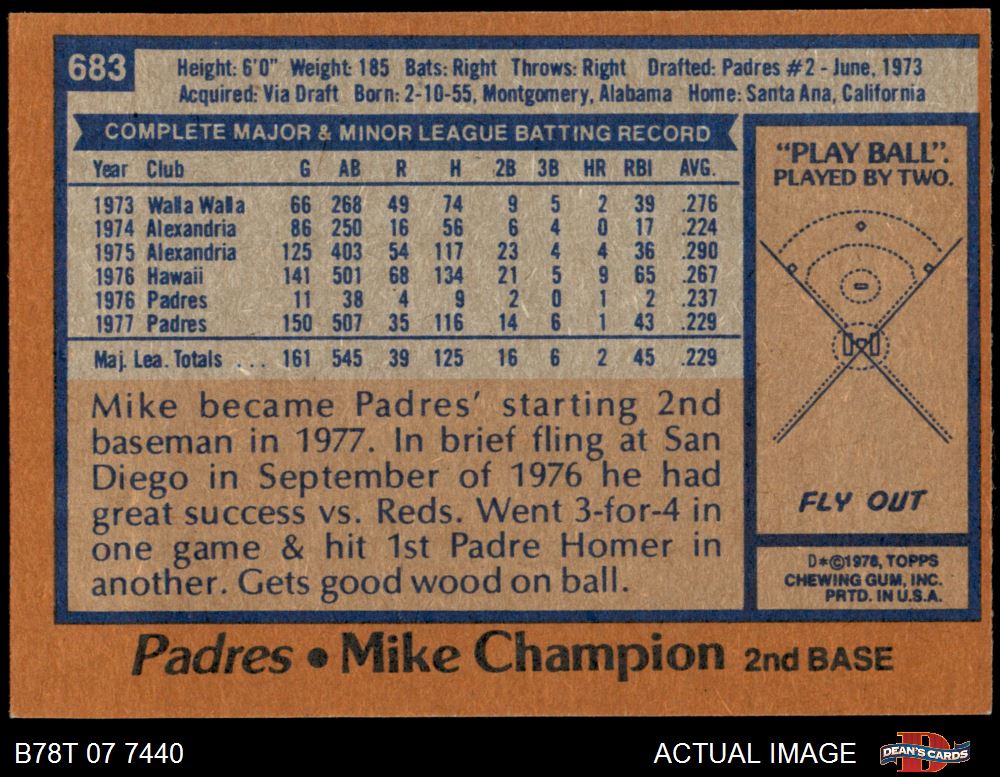 683
Height: 6'0" Weight: 185 Bats: Right Throws: Right Drafted: Padres #2 - June, 1973
Acquired: Via Draft Born: 2-10-55, Montgomery, Alabama Home: Santa Ana, California
COMPLETE MAJOR & MINOR LEAGUE BATTING RECORD
Year Club G AB R H 2B 3B HR RBI AVG.
1973 Walla Walla 66 268 49 74 9 5 2 39 .276
1974 Alexandria 86 250 16 56 6 4 0 17 .224
1975 Alexandria 125 403 54 117 23 4 4 36 .290
1976 Hawaii 141 501 68 134 21 5 9 65 .267
1976 Padres 11 38 4 9 2 0 1 2 .237
1977 Padres 150 507 35 116 14 6 1 43 .229
Maj. Lea. Totals ... 161 545 39 125 16 6 2 45 .229
Mike became Padres' starting 2nd
baseman in 1977. In brief fling at San
Diego in September of 1976 he had
great success vs. Reds. Went 3-for-4 in
one game & hit 1st Padre Homer in
another. Gets good wood on ball.
"PLAY BALL".
PLAYED BY TWO.
FLY OUT
D*©1978, TOPPS
CHEWING GUM, INC.
PRTD. IN U.S.A.
Padres • Mike Champion 2nd BASE
B78T 07 7440
ACTUAL IMAGE
DEAN'S CARDS